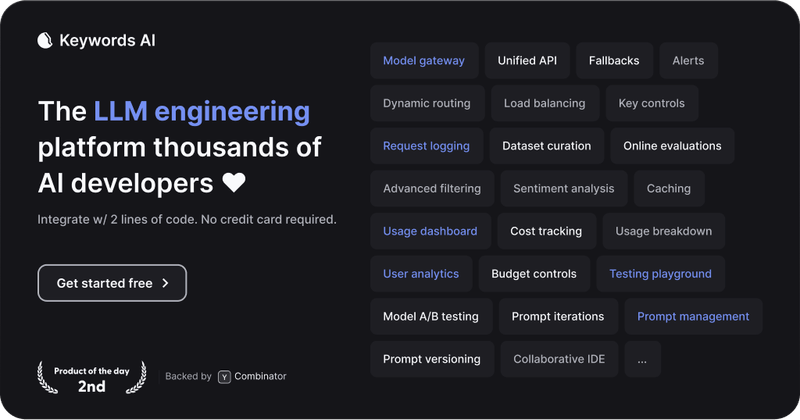 Keywords AI
The LLM engineering
platform thousands of
AI developers ♥
Integrate w/ 2 lines of code. No credit card required.
Get started free >
Product of the day
2nd
Backed by Y Combinator
Model gateway Unified API Fallbacks Alerts
Dynamic routing Load balancing Key controls
Request logging Dataset curation Online evaluations
Advanced filtering Sentiment analysis Caching
Usage dashboard Cost tracking Usage breakdown
User analytics Budget controls Testing playground
Model A/B testing Prompt iterations Prompt management
Prompt versioning Collaborative IDE ...